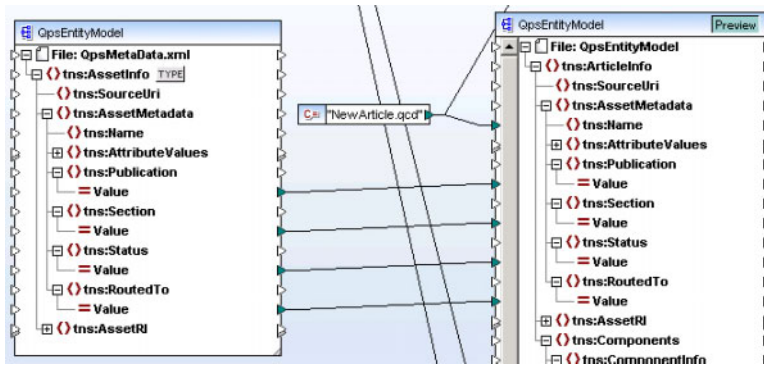 QpsEntityModel
File: QpsMetaData.xml
tns:AssetInfo TYPE
tns:SourceUri
tns:AssetMetadata
tns:Name
tns:AttributeValues
tns:Publication
= Value
tns:Section
= Value
tns:Status
= Value
tns:RoutedTo
= Value
tns:AssetRI
"NewArticle.qcd"
QpsEntityModel Preview
File: QpsEntityModel
tns:ArticleInfo
tns:SourceUri
tns:AssetMetadata
tns:Name
tns:AttributeValues
tns:Publication
= Value
tns:Section
= Value
tns:Status
= Value
tns:RoutedTo
= Value
tns:AssetRI
tns:Components
tns:ComponentInfo